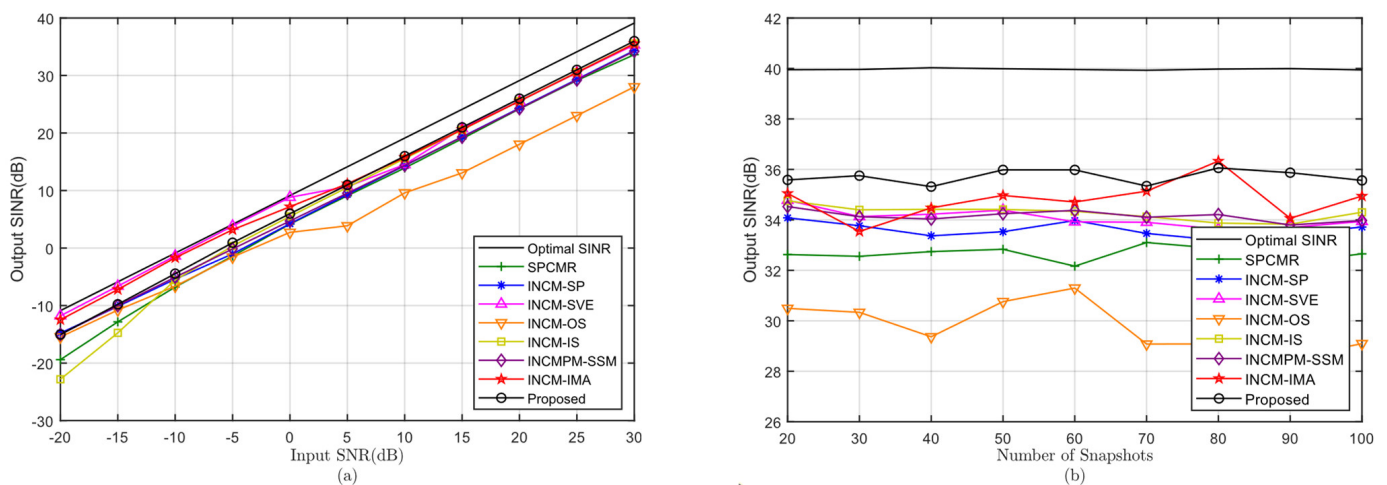 40
30
20
10
0
-10
-20
-30
Output SINR(dB)
-20 -15 -10 -5 0 5 10 15 20 25 30
Input SNR(dB)
(a)
Optimal SINR
SPCMR
INCM-SP
INCM-SVE
INCM-OS
INCM-IS
INCMPM-SSM
INCM-IMA
Proposed
42
40
38
36
34
32
30
28
26
Output SINR(dB)
20 30 40 50 60 70 80 90 100
Number of Snapshots
(b)
Optimal SINR
SPCMR
INCM-SP
INCM-SVE
INCM-OS
INCM-IS
INCMPM-SSM
INCM-IMA
Proposed